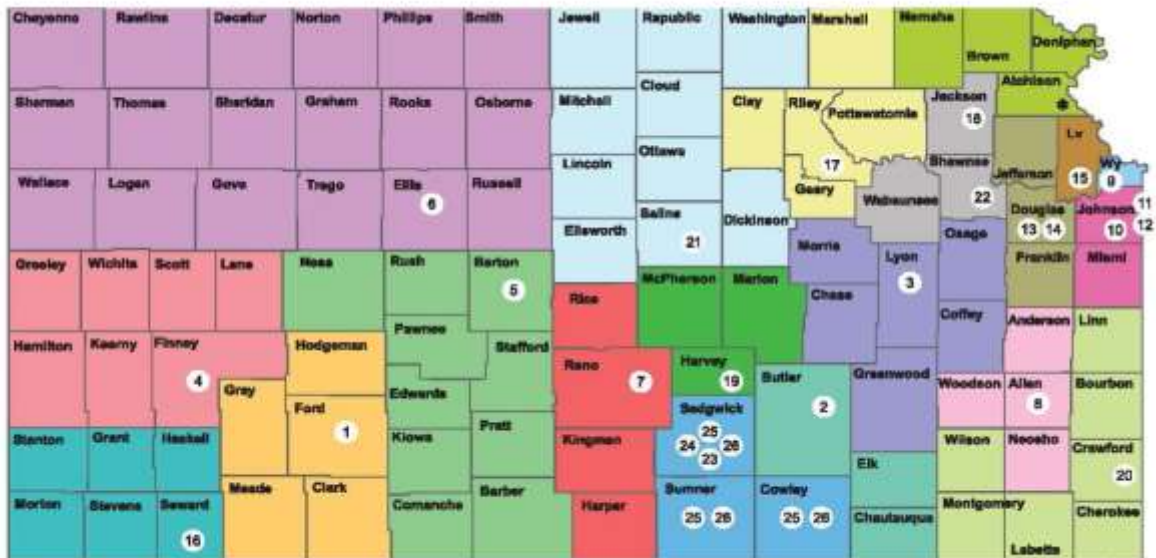 Cheyenne Rawlins Decatur Norton Phillips Smith Jewell Republic Washington Marshall Nemaha Brown Doniphan
Atchison
*
Sherman Thomas Sheridan Graham Rooks Osborne Mitchell Cloud Clay Riley Pottawatomie Jackson
18
Lv
15
Wy
9
Jefferson
Shawnee
22
17
Geary
Wabaunsee
Wallace Logan Gove Trego Ellis Russell Lincoln Ottawa
6
Ellsworth Saline Dickinson
21
Morris
Osage
Douglas
13 14
Johnson
10
11
12
Greeley Wichita Scott Lane Ness Rush Barton
5
Rice McPherson Marion Chase Lyon
3
Coffey Franklin Miami
Anderson Linn
Hamilton Kearny Finney
4
Hodgeman Pawnee Stafford
Reno
7
Harvey
19
Butler
2
Greenwood Woodson Allen
8
Bourbon
Gray
Ford
1
Edwards
Kiowa
Pratt
Kingman
Sedgwick
25
24 26
23
Elk
Wilson Neosho Crawford
20
Stanton Grant Haskell
Morton Stevens Seward
16
Meade Clark Comanche Barber Harper
Sumner
25 26
Cowley
25 26
Chautauqua Montgomery Labette Cherokee